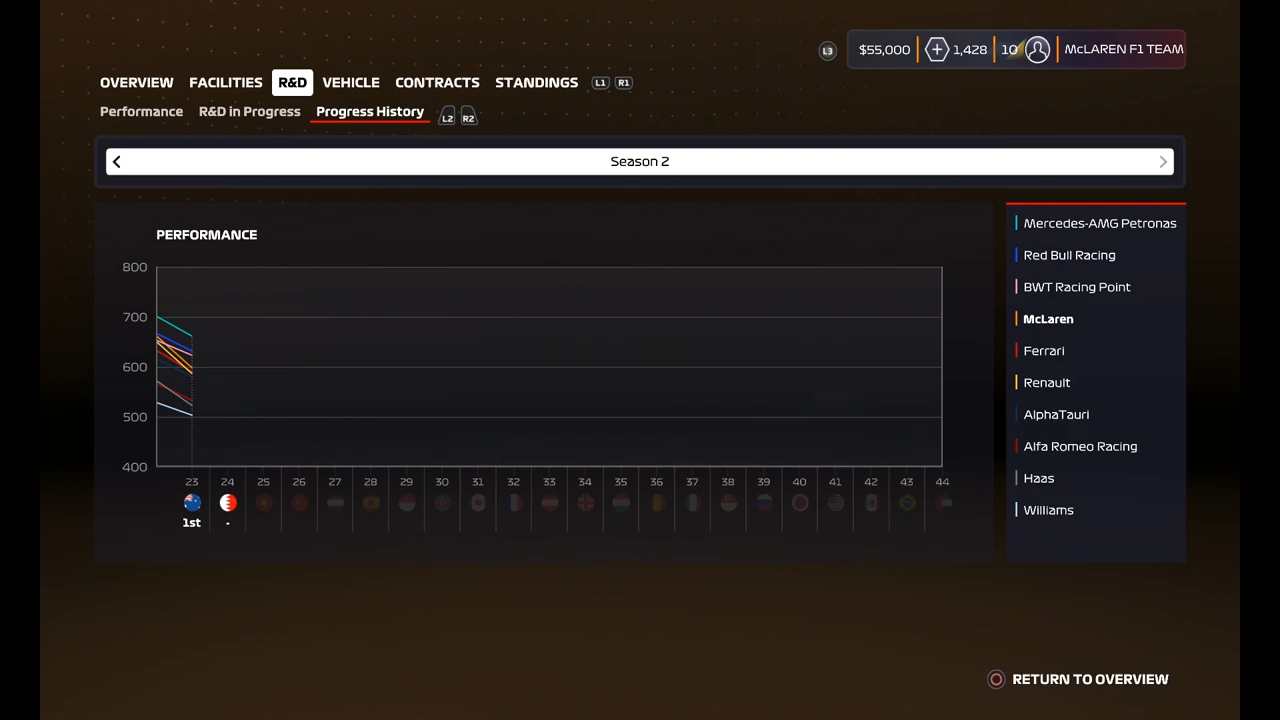 L3 $55,000 1,428 10 McLAREN F1 TEAM
OVERVIEW FACILITIES R&D VEHICLE CONTRACTS STANDINGS L1 R1
Performance R&D in Progress Progress History L2 R2
Season 2
PERFORMANCE
800
700
600
500
400
23 24 25 26 27 28 29 30 31 32 33 34 35 36 37 38 39 40 41 42 43 44
1st -
Mercedes-AMG Petronas
Red Bull Racing
BWT Racing Point
McLaren
Ferrari
Renault
AlphaTauri
Alfa Romeo Racing
Haas
Williams
RETURN TO OVERVIEW